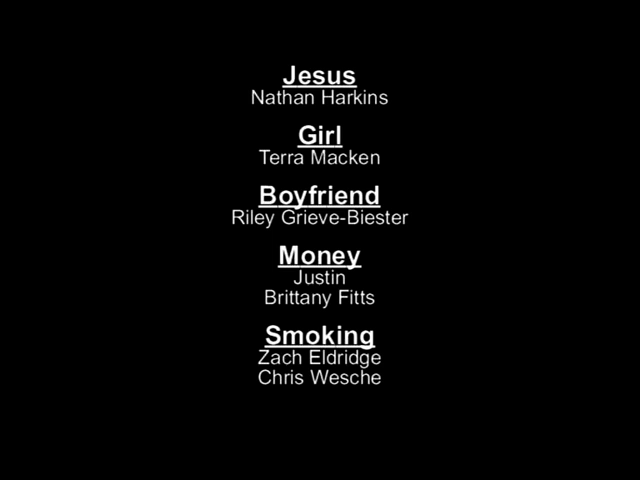 Jesus
Nathan Harkins
Girl
Terra Macken
Boyfriend
Riley Grieve-Biester
Money
Justin
Brittany Fitts
Smoking
Zach Eldridge
Chris Wesche